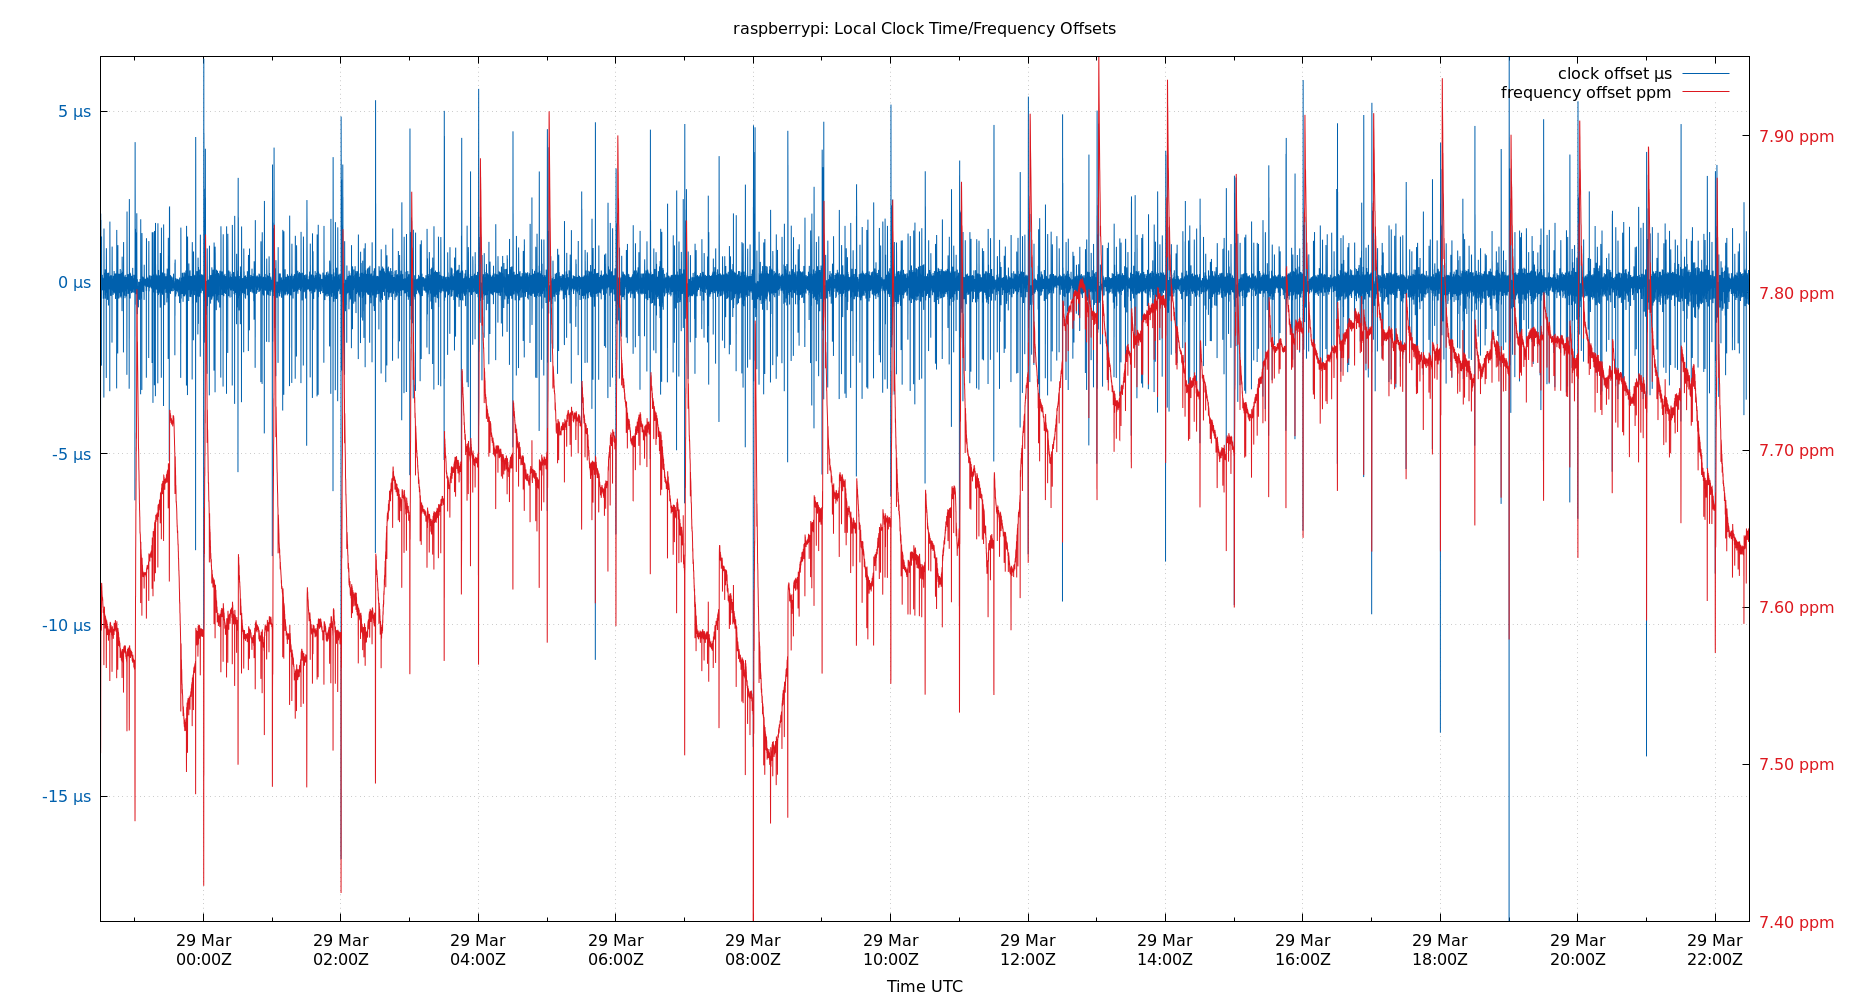 raspberrypi: Local Clock Time/Frequency Offsets
clock offset µs
frequency offset ppm
5 µs
0 µs
-5 µs
-10 µs
-15 µs
7.90 ppm
7.80 ppm
7.70 ppm
7.60 ppm
7.50 ppm
7.40 ppm
29 Mar 29 Mar 29 Mar 29 Mar 29 Mar 29 Mar 29 Mar 29 Mar 29 Mar 29 Mar 29 Mar 29 Mar
00:00Z 02:00Z 04:00Z 06:00Z 08:00Z 10:00Z 12:00Z 14:00Z 16:00Z 18:00Z 20:00Z 22:00Z
Time UTC